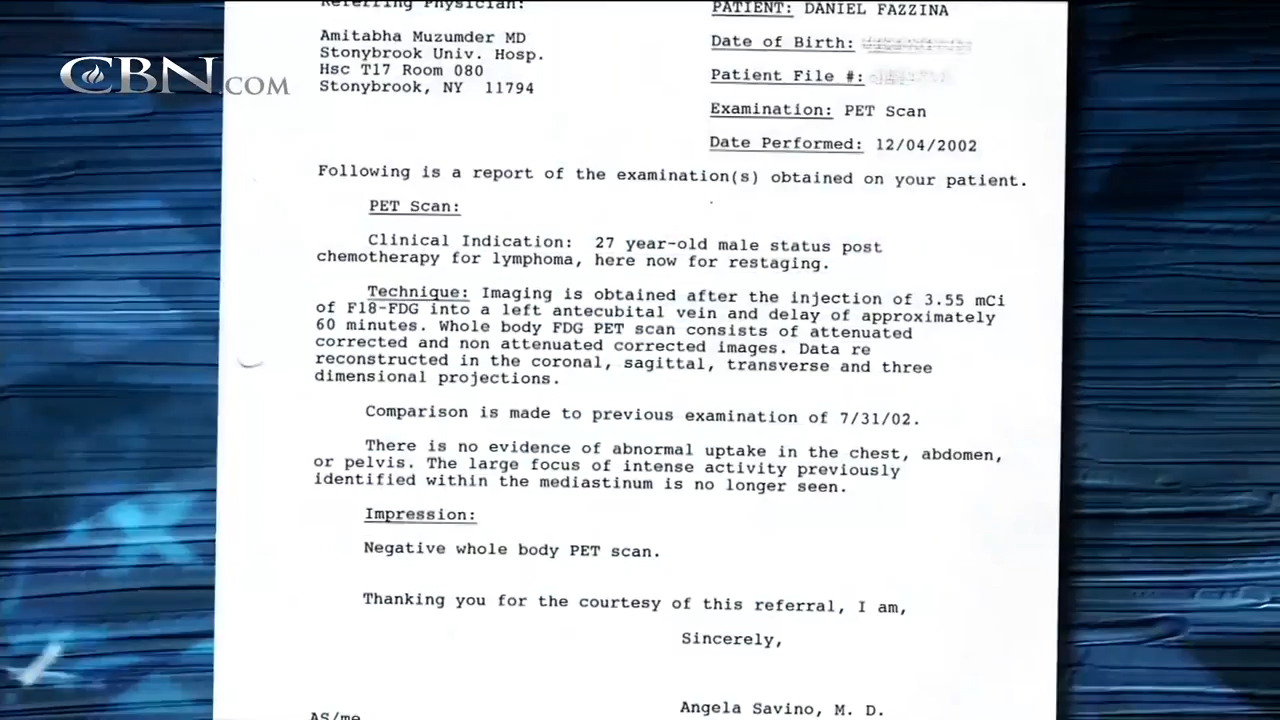 Referring Physician:
PATIENT: DANIEL FAZZINA
Amitabha Muzumder MD
Stonybrook Univ. Hosp.
Hsc T17 Room 080
Stonybrook, NY 11794
Date of Birth:
Patient File #:
Examination: PET Scan
Date Performed: 12/04/2002
CBN.COM
Following is a report of the examination(s) obtained on your patient.
PET Scan:
Clinical Indication: 27 year-old male status post
chemotherapy for lymphoma, here now for restaging.
Technique: Imaging is obtained after the injection of 3.55 mCi
of F18-FDG into a left antecubital vein and delay of approximately
60 minutes. Whole body FDG PET scan consists of attenuated
corrected and non attenuated corrected images. Data re
reconstructed in the coronal, sagittal, transverse and three
dimensional projections.
Comparison is made to previous examination of 7/31/02.
There is no evidence of abnormal uptake in the chest, abdomen,
or pelvis. The large focus of intense activity previously
identified within the mediastinum is no longer seen.
Impression:
Negative whole body PET scan.
Thanking you for the courtesy of this referral, I am,
Sincerely,
Angela Savino, M. D.
AS/me